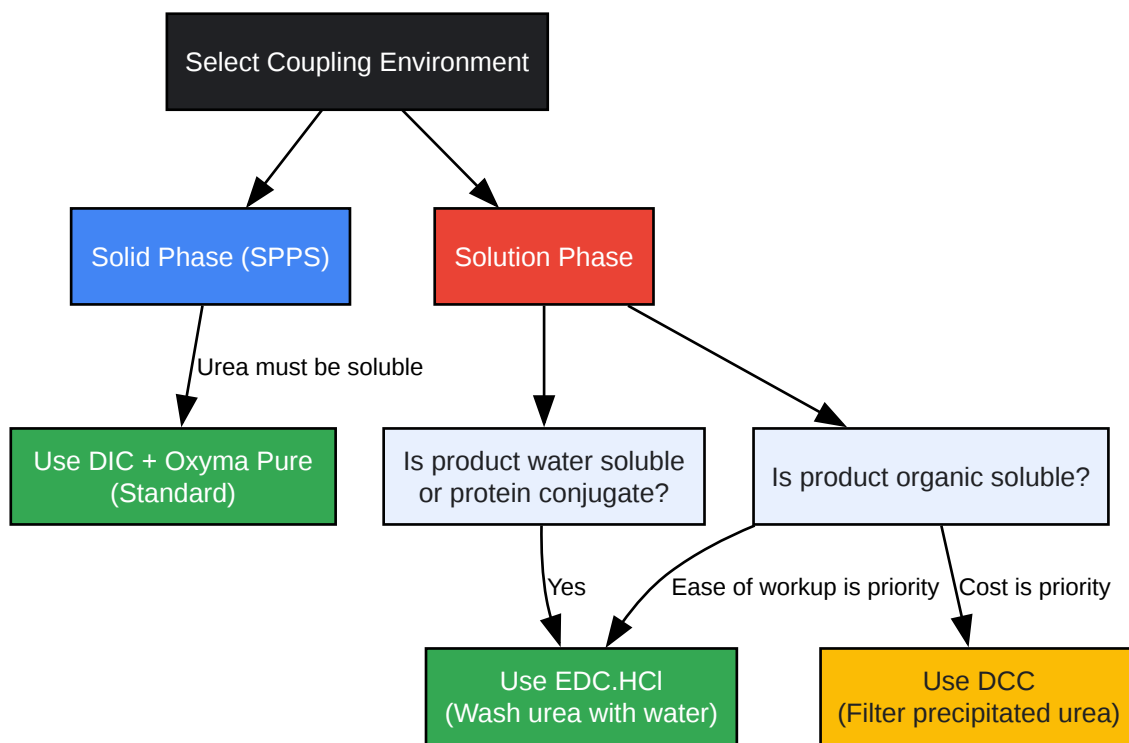 Select Coupling Environment
Solid Phase (SPPS)
Solution Phase
Urea must be soluble
Use DIC + Oxyma Pure
(Standard)
Is product water soluble
or protein conjugate?
Is product organic soluble?
Yes
Ease of workup is priority
Cost is priority
Use EDC.HCl
(Wash urea with water)
Use DCC
(Filter precipitated urea)